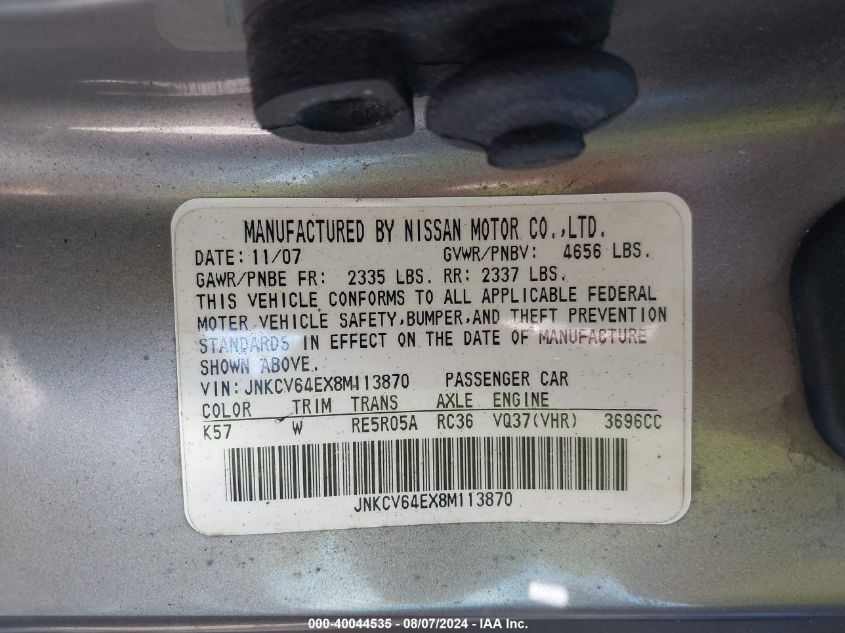 MANUFACTURED BY NISSAN MOTOR CO.,LTD.
DATE: 11/07 GVWR/PNBV: 4656 LBS.
GAWR/PNBE FR: 2335 LBS. RR: 2337 LBS.
THIS VEHICLE CONFORMS TO ALL APPLICABLE FEDERAL
MOTER VEHICLE SAFETY,BUMPER,AND THEFT PREVENTION
STANDARDS IN EFFECT ON THE DATE OF MANUFACTURE
SHOWN ABOVE.
VIN: JNKCV64EX8M113870 PASSENGER CAR
COLOR TRIM TRANS AXLE ENGINE
K57 W RE5R05A RC36 VQ37(VHR) 3696CC
JNKCV64EX8M113870
000-40044535 - 08/07/2024 - IAA Inc.